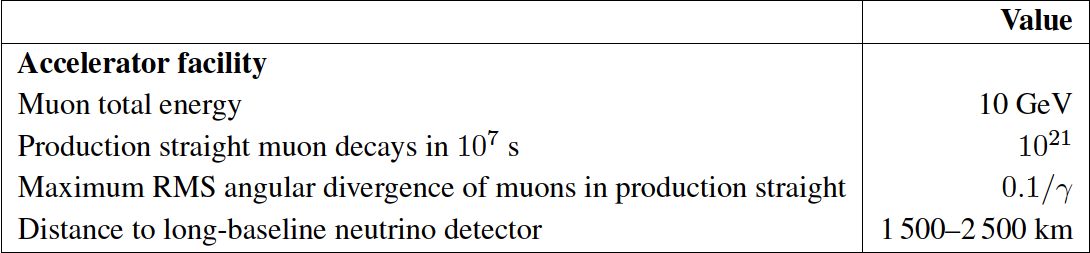 Value
Accelerator facility
Muon total energy 10 GeV
Production straight muon decays in 10⁷ s 10²¹
Maximum RMS angular divergence of muons in production straight 0.1/γ
Distance to long-baseline neutrino detector 1 500–2 500 km